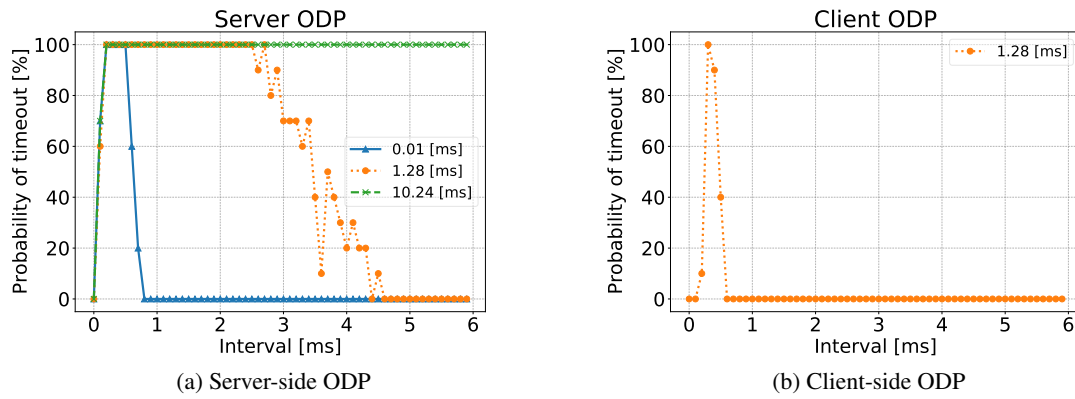 Server ODP
Probability of timeout [%]
100
80
60
40
20
0
0 1 2 3 4 5 6
Interval [ms]
0.01 [ms]
1.28 [ms]
10.24 [ms]
(a) Server-side ODP
Client ODP
Probability of timeout [%]
100
80
60
40
20
0
0 1 2 3 4 5 6
Interval [ms]
1.28 [ms]
(b) Client-side ODP